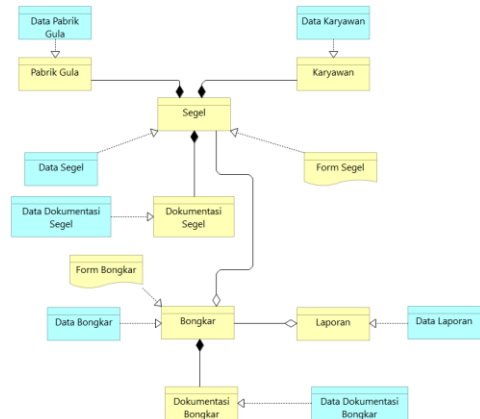 Data Pabrik
Gula
Data Karyawan
Pabrik Gula
Karyawan
Segel
Data Segel
Form Segel
Data Dokumentasi
Segel
Dokumentasi
Segel
Form Bongkar
Data Bongkar
Bongkar
Laporan
Data Laporan
Dokumentasi
Bongkar
Data Dokumentasi
Bongkar